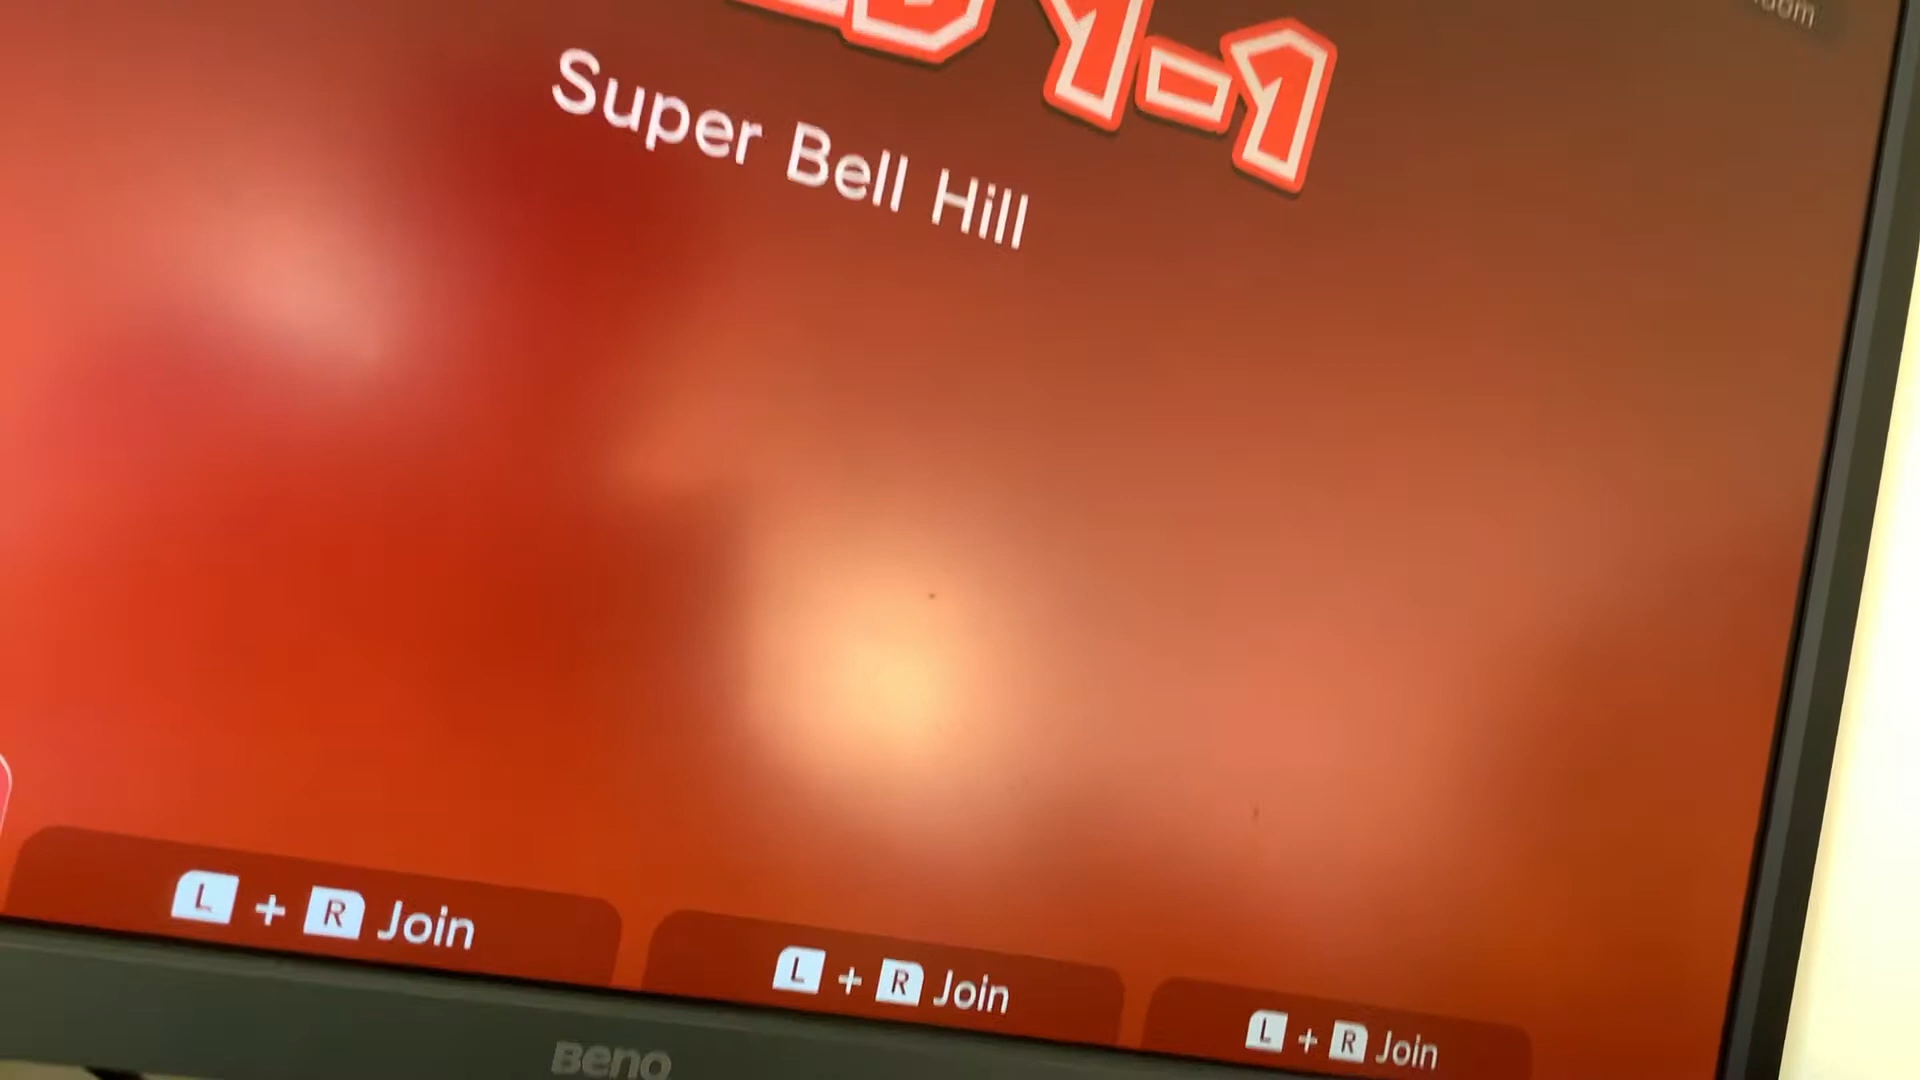 1-1
Super Bell Hill
L + R Join
L + R Join
L + R Join
BenQ